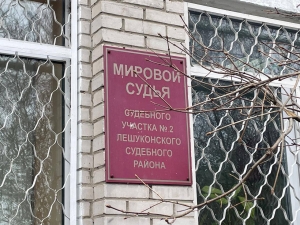 МИРОВОЙ
СУДЬЯ
СУДЕБНОГО
УЧАСТКА № 2
ЛЕШУКОНСКОГО
СУДЕБНОГО
РАЙОНА